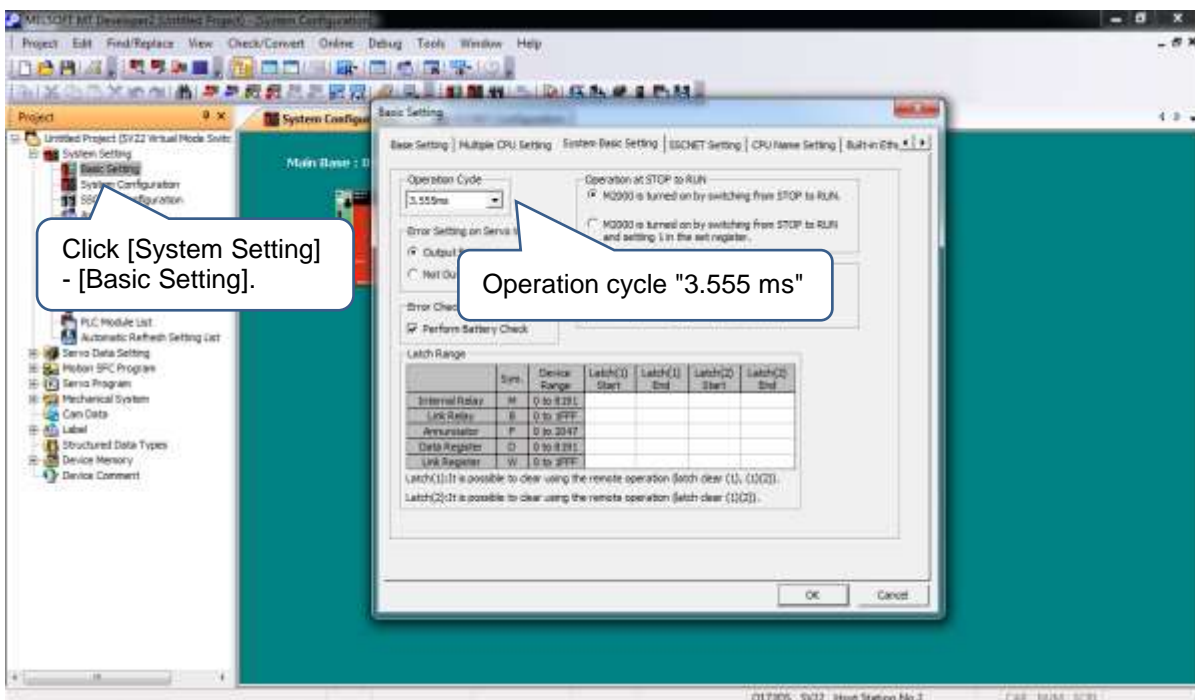 MELSOFT MT Developer2 (Untitled Project) - [System Configuration]
Project Edit Find/Replace View Check/Convert Online Debug Tools Window Help
Project
System Configu
Untitled Project (SV22 Virtual Mode Switc
System Setting
Basic Setting
System Configuration
Main Base : 
Click [System Setting]
- [Basic Setting].
PLC Module List
Automatic Refresh Setting List
Servo Data Setting
Motion SFC Program
Servo Program
Mechanical System
Cam Data
Label
Structured Data Types
Device Memory
Device Comment
Basic Setting
Base Setting Multiple CPU Setting System Basic Setting SSCNET Setting CPU Name Setting Built-in Eth
Operation Cycle
3.555ms
Operation at STOP to RUN
M2000 is turned on by switching from STOP to RUN.
M2000 is turned on by switching from STOP to RUN
and setting 1 in the set register.
Error Setting on Servo
Output
Not Ou
Operation cycle "3.555 ms"
Error Chec
Perform Battery Check
Latch Range
Sym. Device Range Latch(1) Start Latch(1) End Latch(2) Start Latch(2) End
Internal Relay M 0 to 8191
Link Relay B 0 to 1FFF
Annunciator F 0 to 2047
Data Register D 0 to 8191
Link Register W 0 to 1FFF
Latch(1):It is possible to clear using the remote operation (latch clear (1), (1)(2)).
Latch(2):It is possible to clear using the remote operation (latch clear (1)(2)).
OK Cancel
Q173DS SV22 Host Station No.2 CAP NUM SCRL